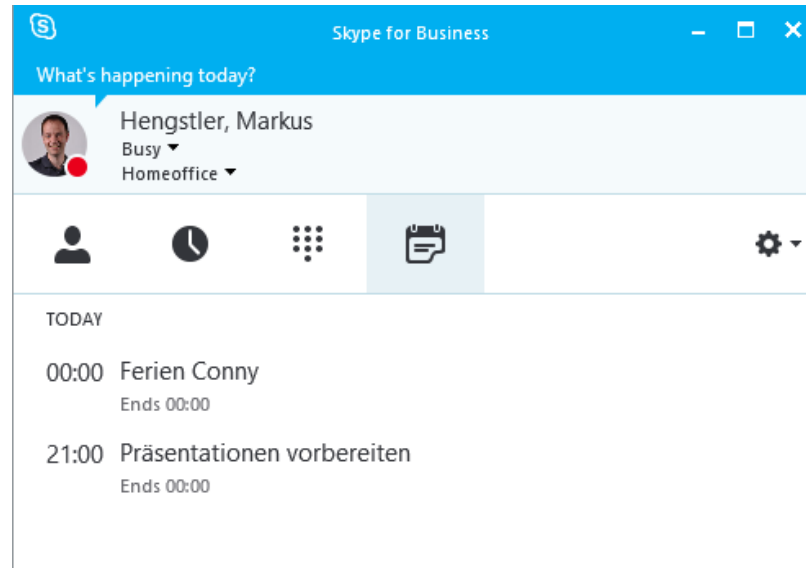 Skype for Business
What's happening today?
Hengstler, Markus
Busy
Homeoffice
TODAY
00:00 Ferien Conny
Ends 00:00
21:00 Präsentationen vorbereiten
Ends 00:00